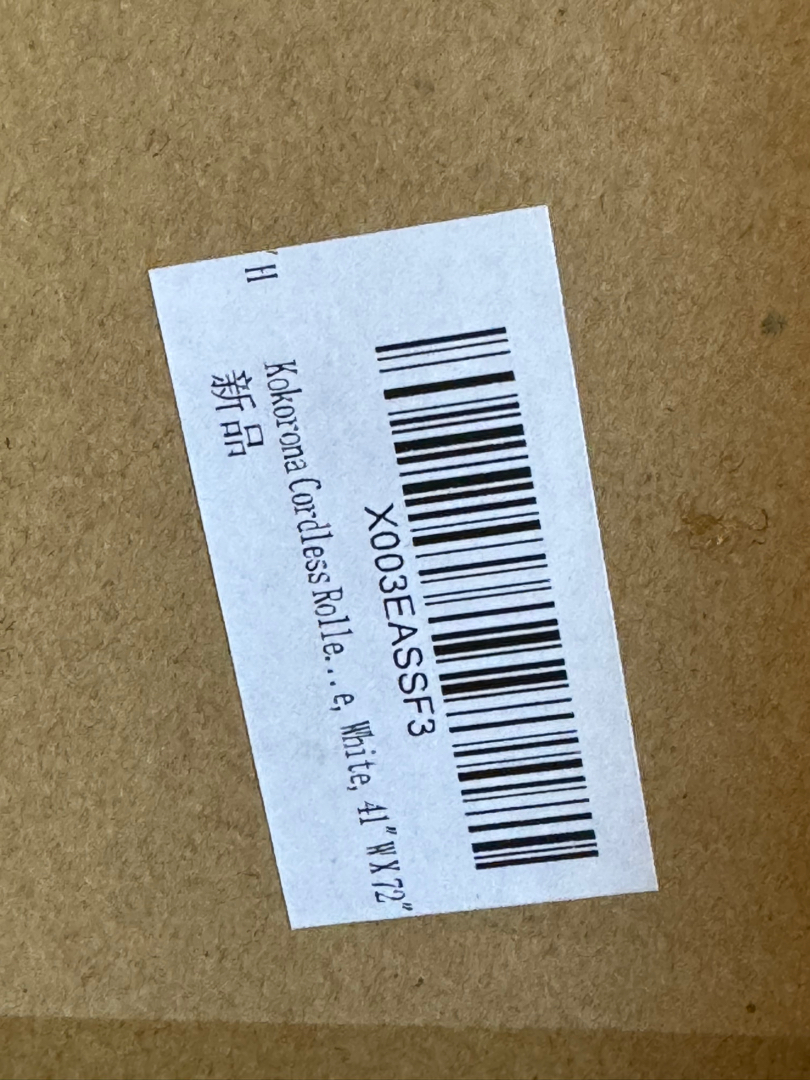 X003EASSF3
Kokorona Cordless Rolle...e, White, 41" W X 72"
" H
新品